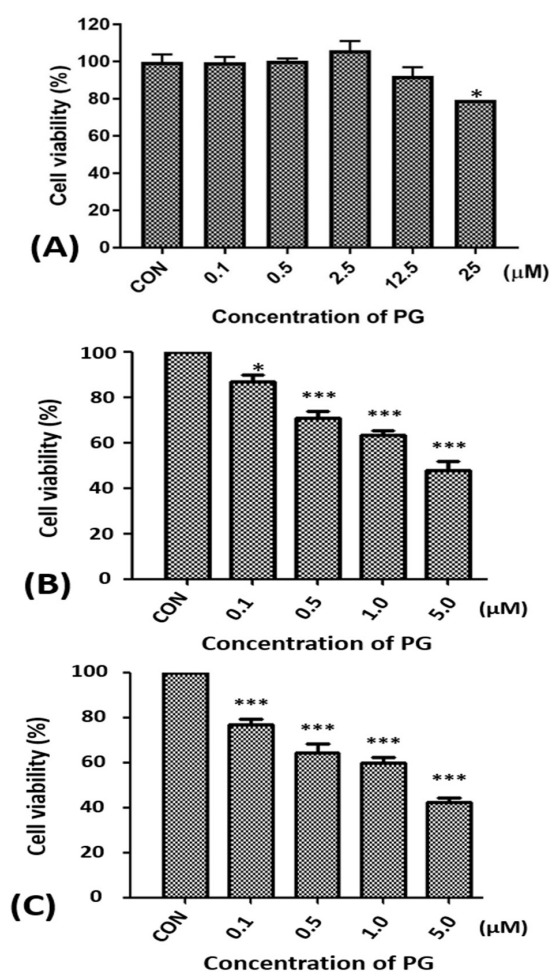 120
100
80
60
40
20
0
Cell viability (%)
*
(A)
CON 0.1 0.5 2.5 12.5 25 (μM)
Concentration of PG
100
80
60
40
20
0
Cell viability (%)
* *** *** ***
(B)
CON 0.1 0.5 1.0 5.0 (μM)
Concentration of PG
100
80
60
40
20
0
Cell viability (%)
*** *** *** ***
(C)
CON 0.1 0.5 1.0 5.0 (μM)
Concentration of PG